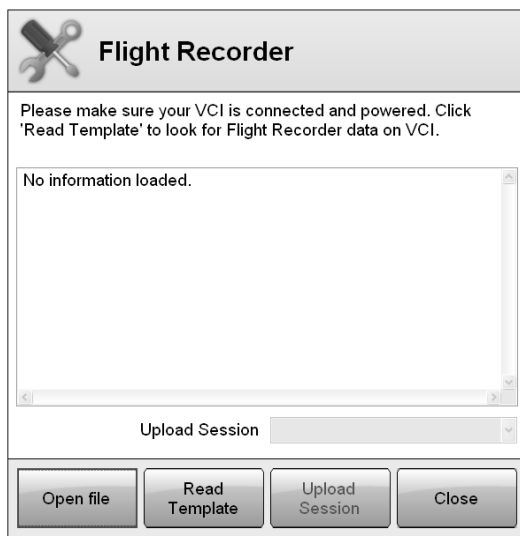 Flight Recorder
Please make sure your VCI is connected and powered. Click
'Read Template' to look for Flight Recorder data on VCI.
No information loaded.
Upload Session
Open file
Read
Template
Upload
Session
Close